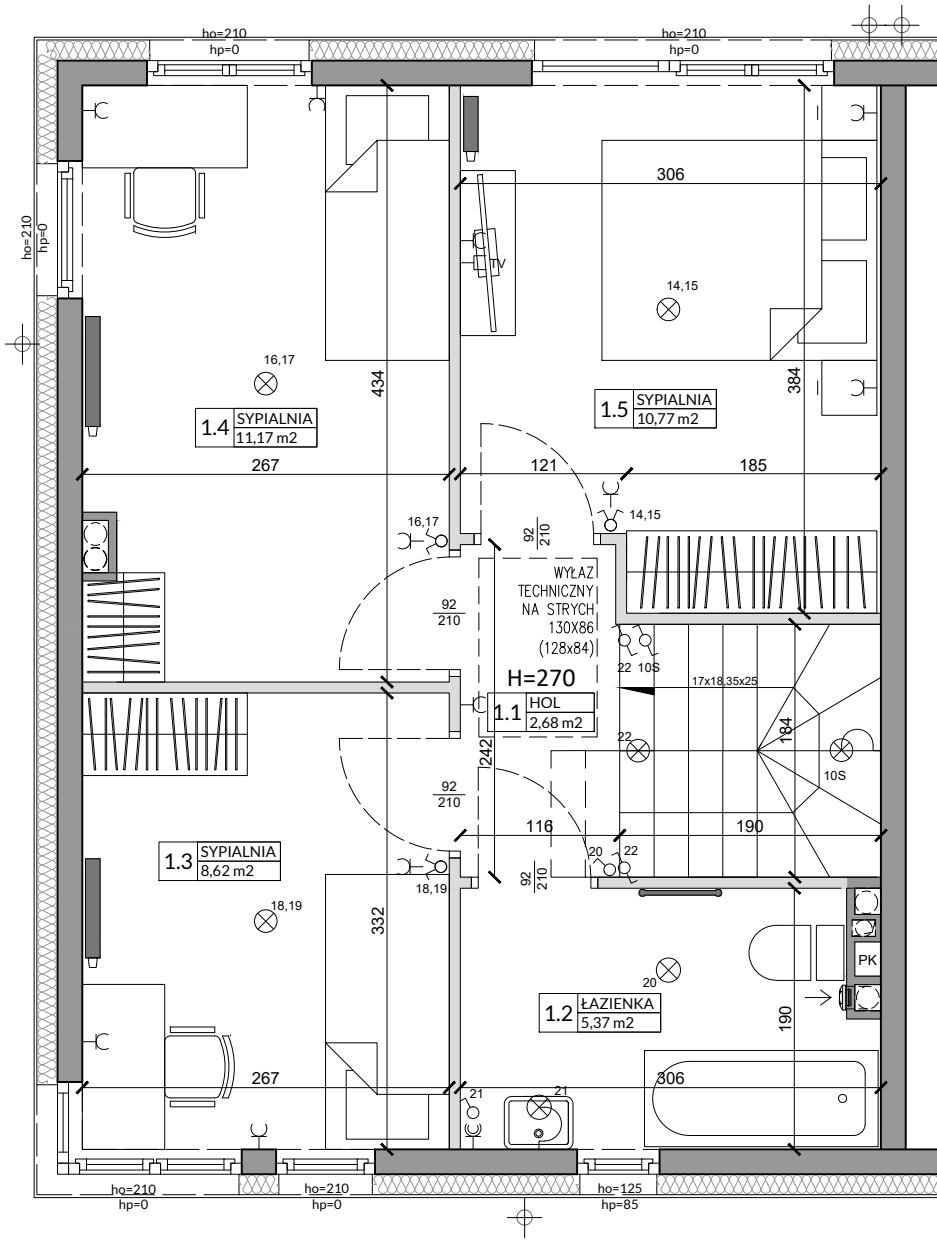 ho=210
hp=0
ho=210
hp=0
ho=210
hp=0
306
TV
14,15
16,17
434
384
1.4 SYPIALNIA
11,17 m2
1.5 SYPIALNIA
10,77 m2
267
121
185
16,17
14,15
92
210
WYŁAZ
TECHNICZNY
NA STRYCH
130X86
(128x84)
92
210
22 10S
H=270
17x18,35x25
1.1 HOL
2,68 m2
184
22
242
10S
92
210
116
190
1.3 SYPIALNIA
8,62 m2
20
22
92
210
18,19
18,19
332
PK
20
1.2 ŁAZIENKA
5,37 m2
190
267
306
21
21
ho=210
hp=0
ho=210
hp=0
ho=125
hp=85